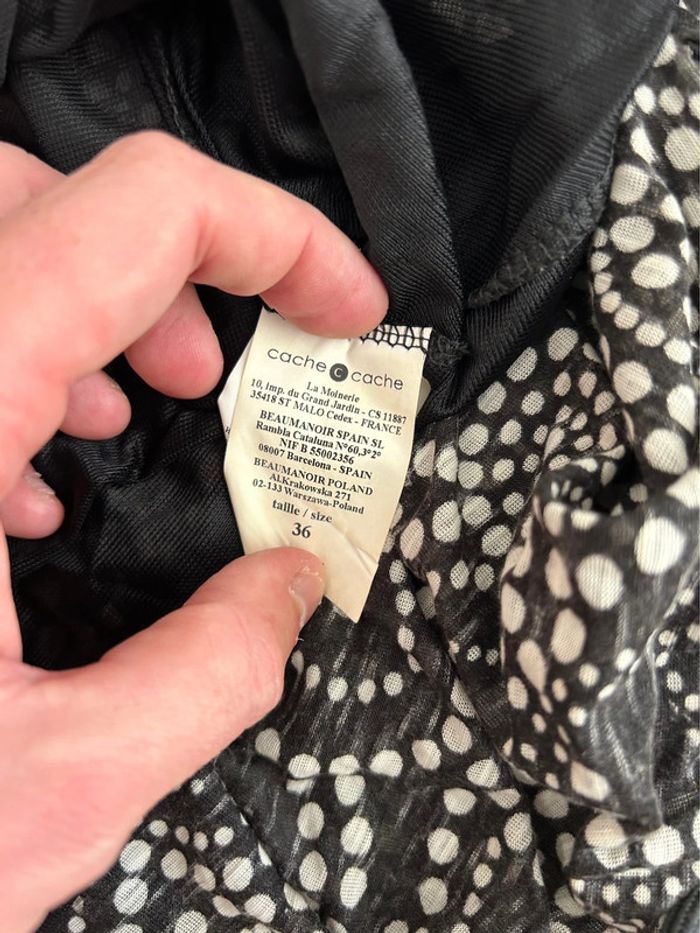 cache c cache
La Moinerie
10, imp. du Grand Jardin - CS 11887
35418 ST MALO Cedex - FRANCE
BEAUMANOIR SPAIN SL
Rambla Cataluna N°60,3°2°
NIF B 55002356
08007 Barcelona - SPAIN
BEAUMANOIR POLAND
Al.Krakowska 271
02-133 Warszawa-Poland
taille / size
36